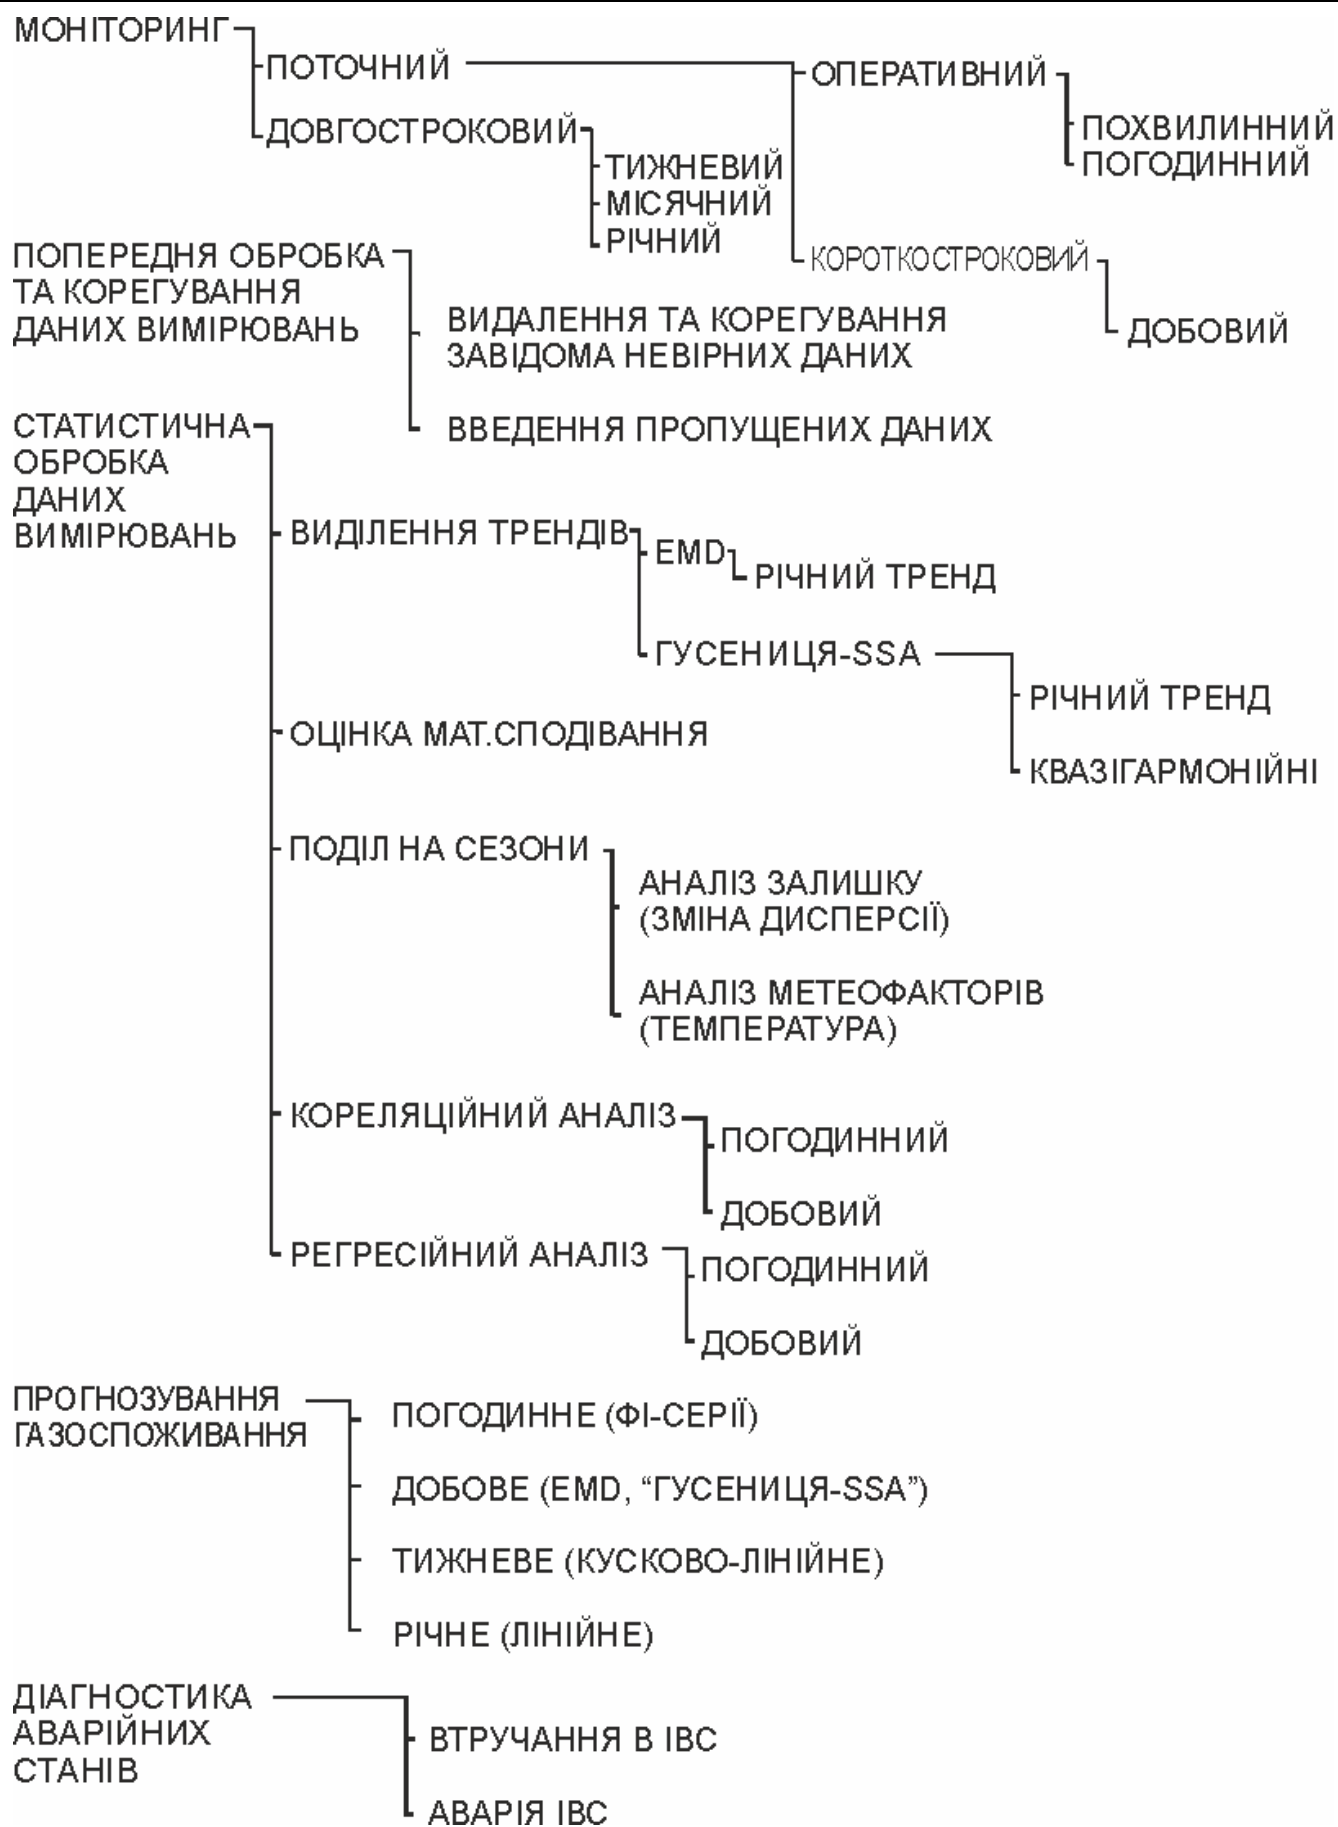 МОНІТОРИНГ
ПОТОЧНИЙ
ОПЕРАТИВНИЙ
ПОХВИЛИННИЙ
ПОГОДИННИЙ
ДОВГОСТРОКОВИЙ
ТИЖНЕВИЙ
МІСЯЧНИЙ
РІЧНИЙ
КОРОТКОСТРОКОВИЙ
ДОБОВИЙ
ПОПЕРЕДНЯ ОБРОБКА
ТА КОРЕГУВАННЯ
ДАНИХ ВИМІРЮВАНЬ
ВИДАЛЕННЯ ТА КОРЕГУВАННЯ
ЗАВІДОМА НЕВІРНИХ ДАНИХ
ВВЕДЕННЯ ПРОПУЩЕНИХ ДАНИХ
СТАТИСТИЧНА
ОБРОБКА
ДАНИХ
ВИМІРЮВАНЬ
ВИДІЛЕННЯ ТРЕНДІВ
EMD
РІЧНИЙ ТРЕНД
ГУСЕНИЦЯ-SSA
РІЧНИЙ ТРЕНД
КВАЗІГАРМОНІЙНІ
ОЦІНКА МАТ.СПОДІВАННЯ
ПОДІЛ НА СЕЗОНИ
АНАЛІЗ ЗАЛИШКУ
(ЗМІНА ДИСПЕРСІЇ)
АНАЛІЗ МЕТЕОФАКТОРІВ
(ТЕМПЕРАТУРА)
КОРЕЛЯЦІЙНИЙ АНАЛІЗ
ПОГОДИННИЙ
ДОБОВИЙ
РЕГРЕСІЙНИЙ АНАЛІЗ
ПОГОДИННИЙ
ДОБОВИЙ
ПРОГНОЗУВАННЯ
ГАЗОСПОЖИВАННЯ
ПОГОДИННЕ (ФІ-СЕРІЇ)
ДОБОВЕ (EMD, “ГУСЕНИЦЯ-SSA”)
ТИЖНЕВЕ (КУСКОВО-ЛІНІЙНЕ)
РІЧНЕ (ЛІНІЙНЕ)
ДІАГНОСТИКА
АВАРІЙНИХ
СТАНІВ
ВТРУЧАННЯ В ІВС
АВАРІЯ ІВС